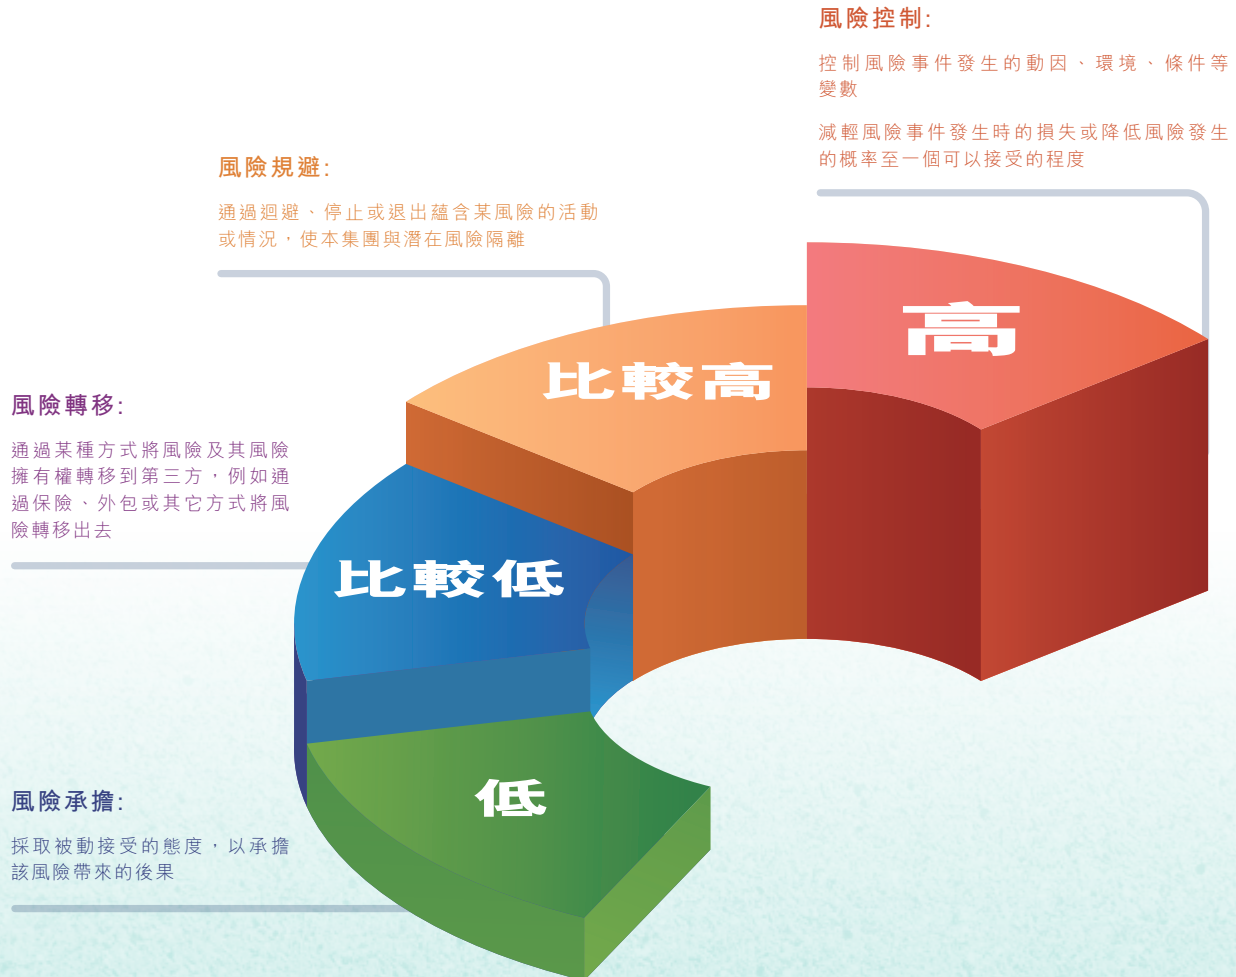 風險控制:
控制風險事件發生的動因、環境、條件等
變數
減輕風險事件發生時的損失或降低風險發生
的概率至一個可以接受的程度
風險規避:
通過迴避、停止或退出蘊含某風險的活動
或情況，使本集團與潛在風險隔離
高
比較高
風險轉移:
通過某種方式將風險及其風險
擁有權轉移到第三方，例如通
過保險、外包或其它方式將風
險轉移出去
比較低
低
風險承擔:
採取被動接受的態度，以承擔
該風險帶來的後果